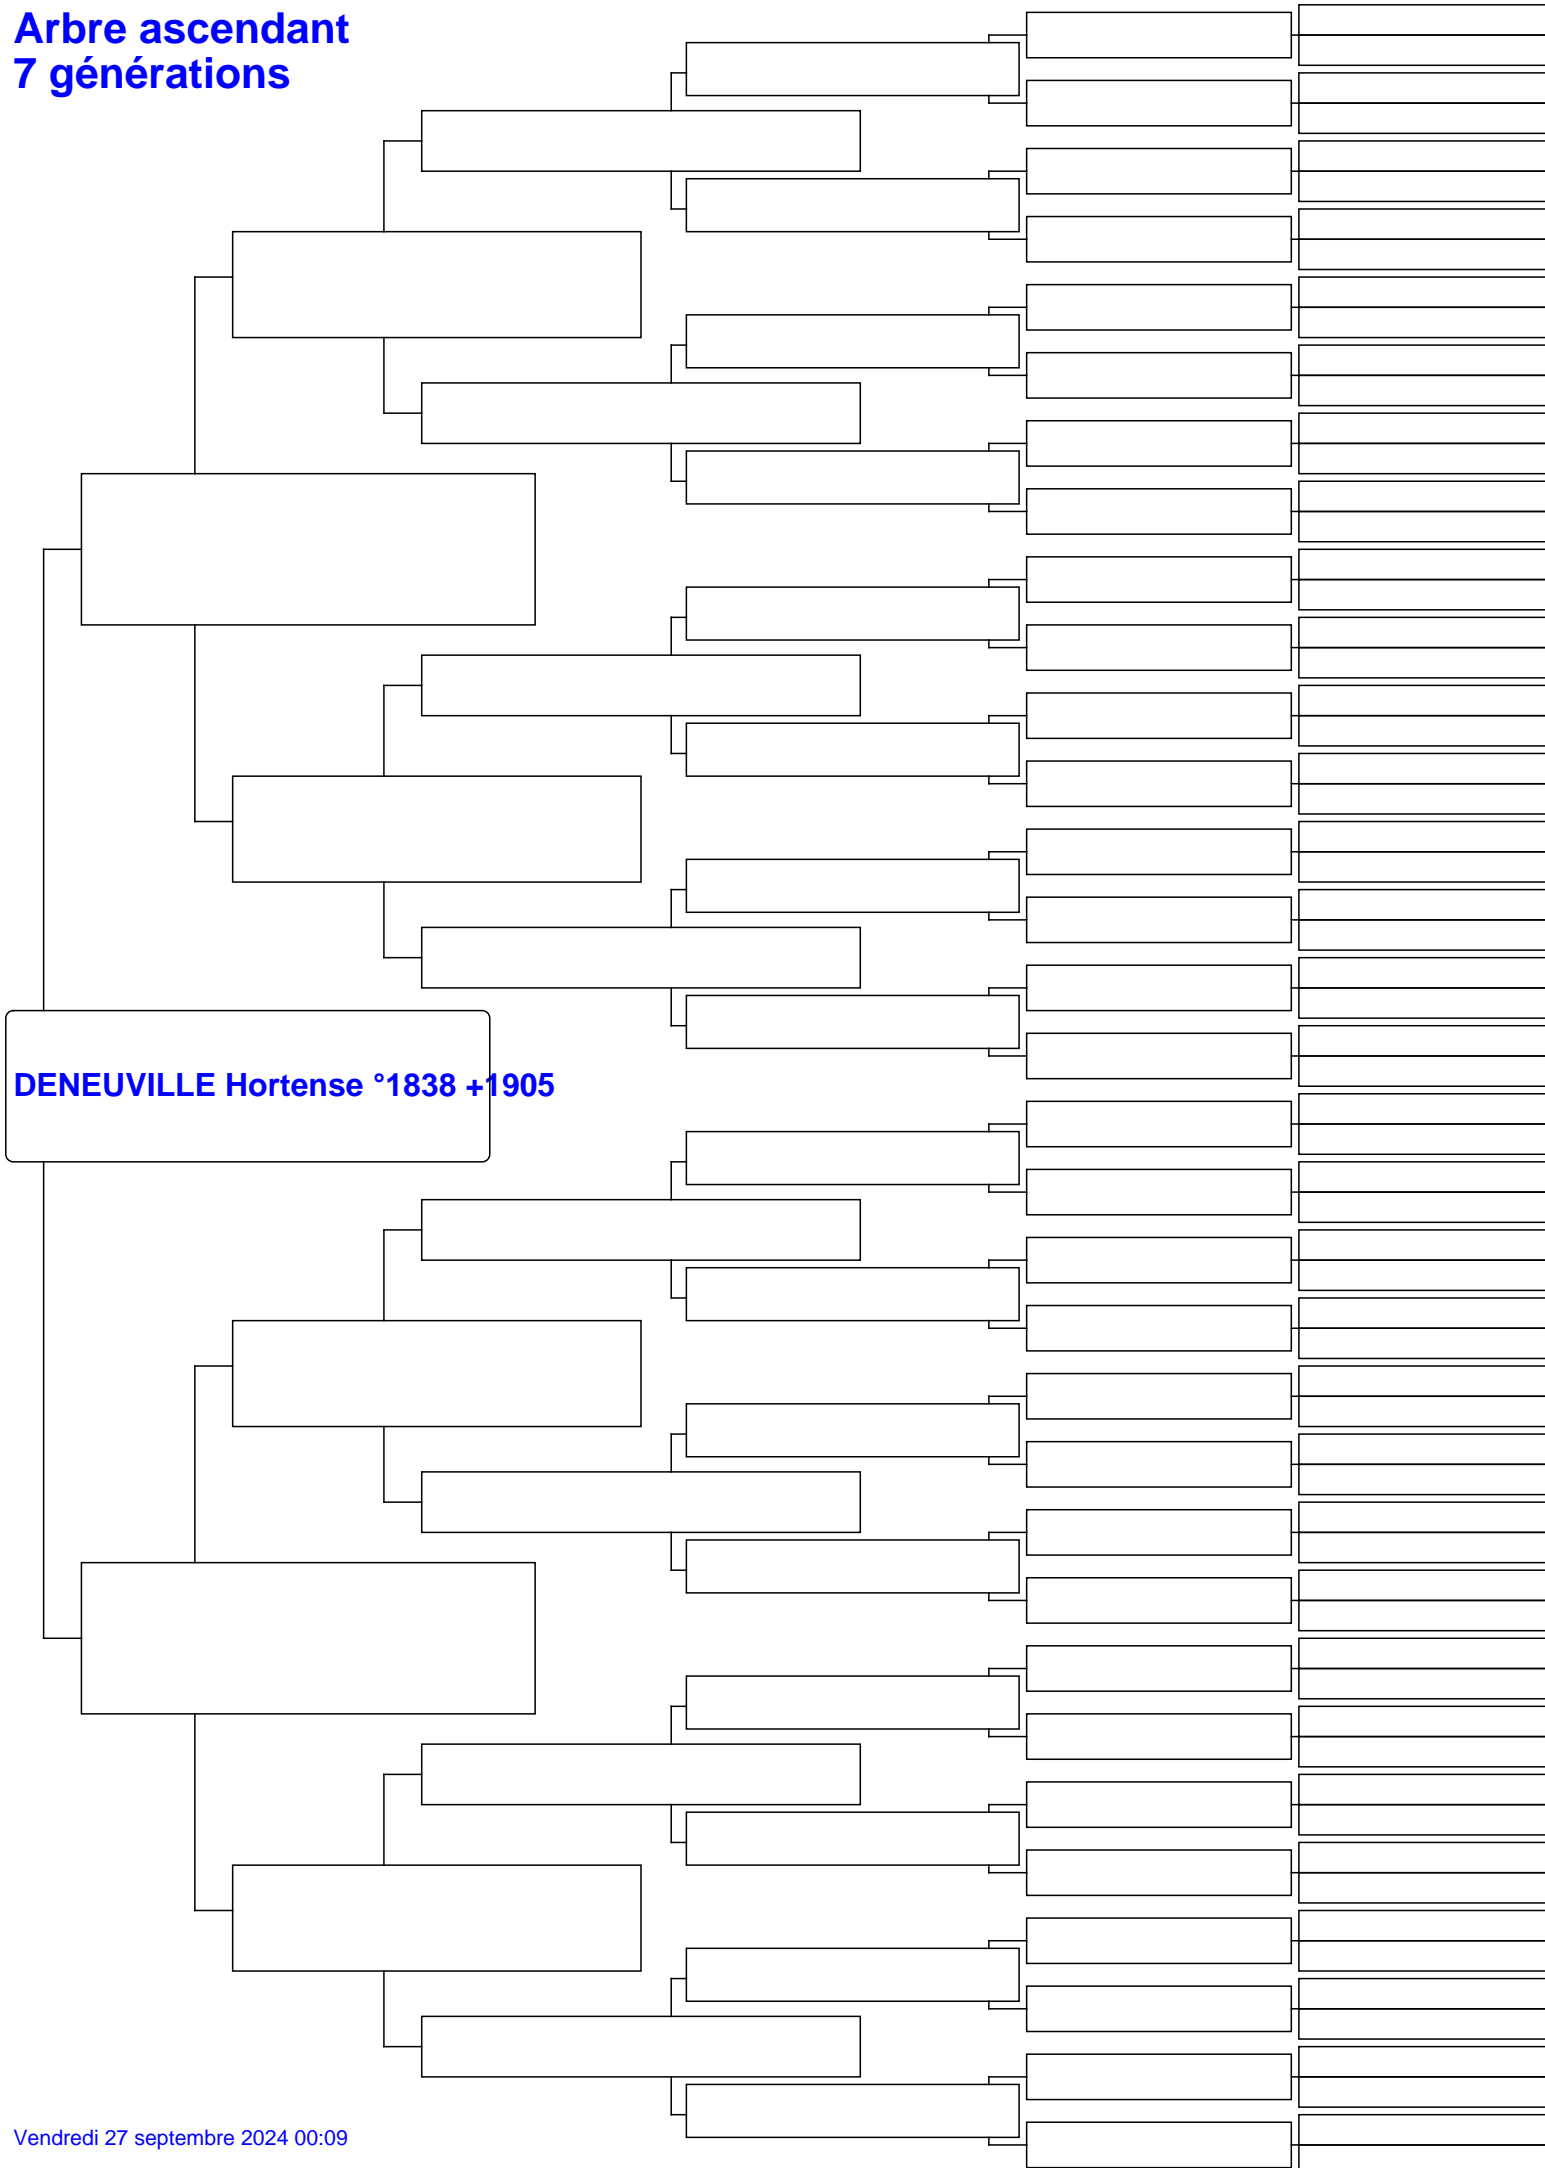 Arbre ascendant
7 générations
DENEUVILLE Hortense °1838 +1905
Vendredi 27 septembre 2024 00:09